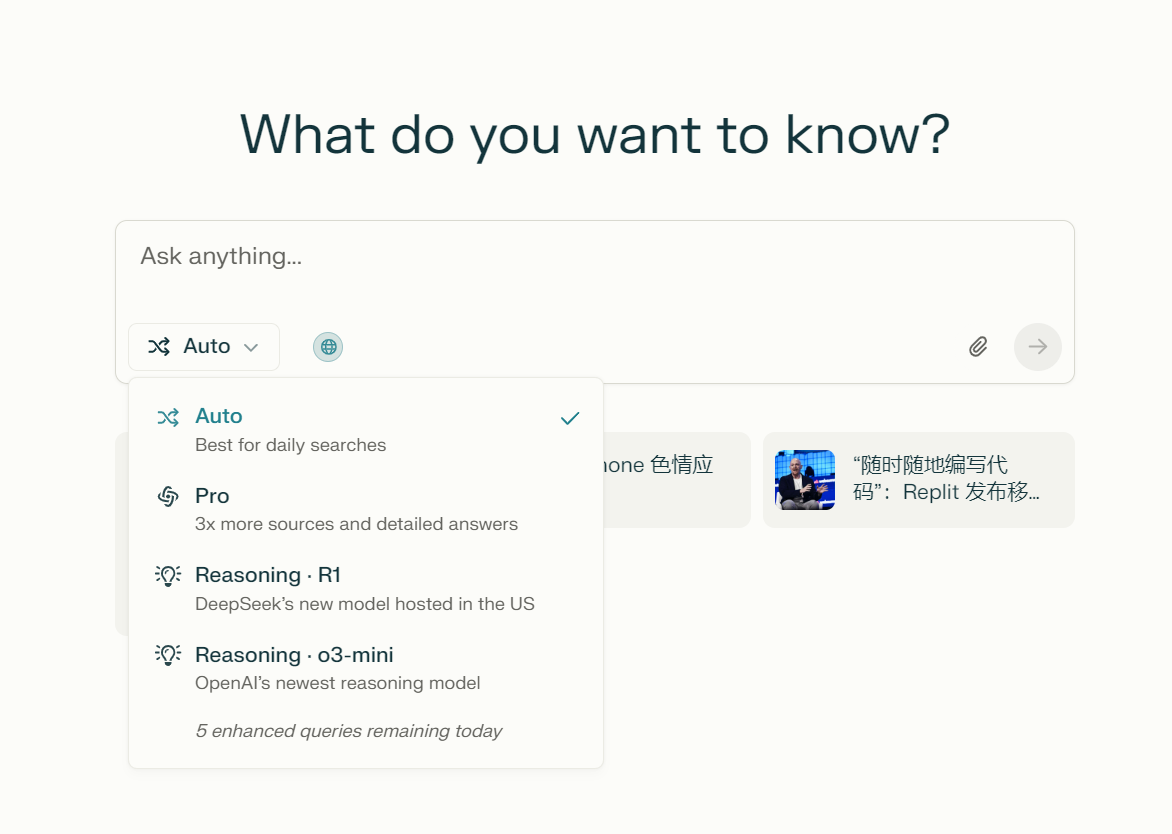 What do you want to know?
Ask anything...
Auto
Auto
Best for daily searches
Pro
3x more sources and detailed answers
Reasoning · R1
DeepSeek's new model hosted in the US
Reasoning · o3-mini
OpenAI's newest reasoning model
5 enhanced queries remaining today
色情应
“随时随地编写代
码”：Replit 发布移...